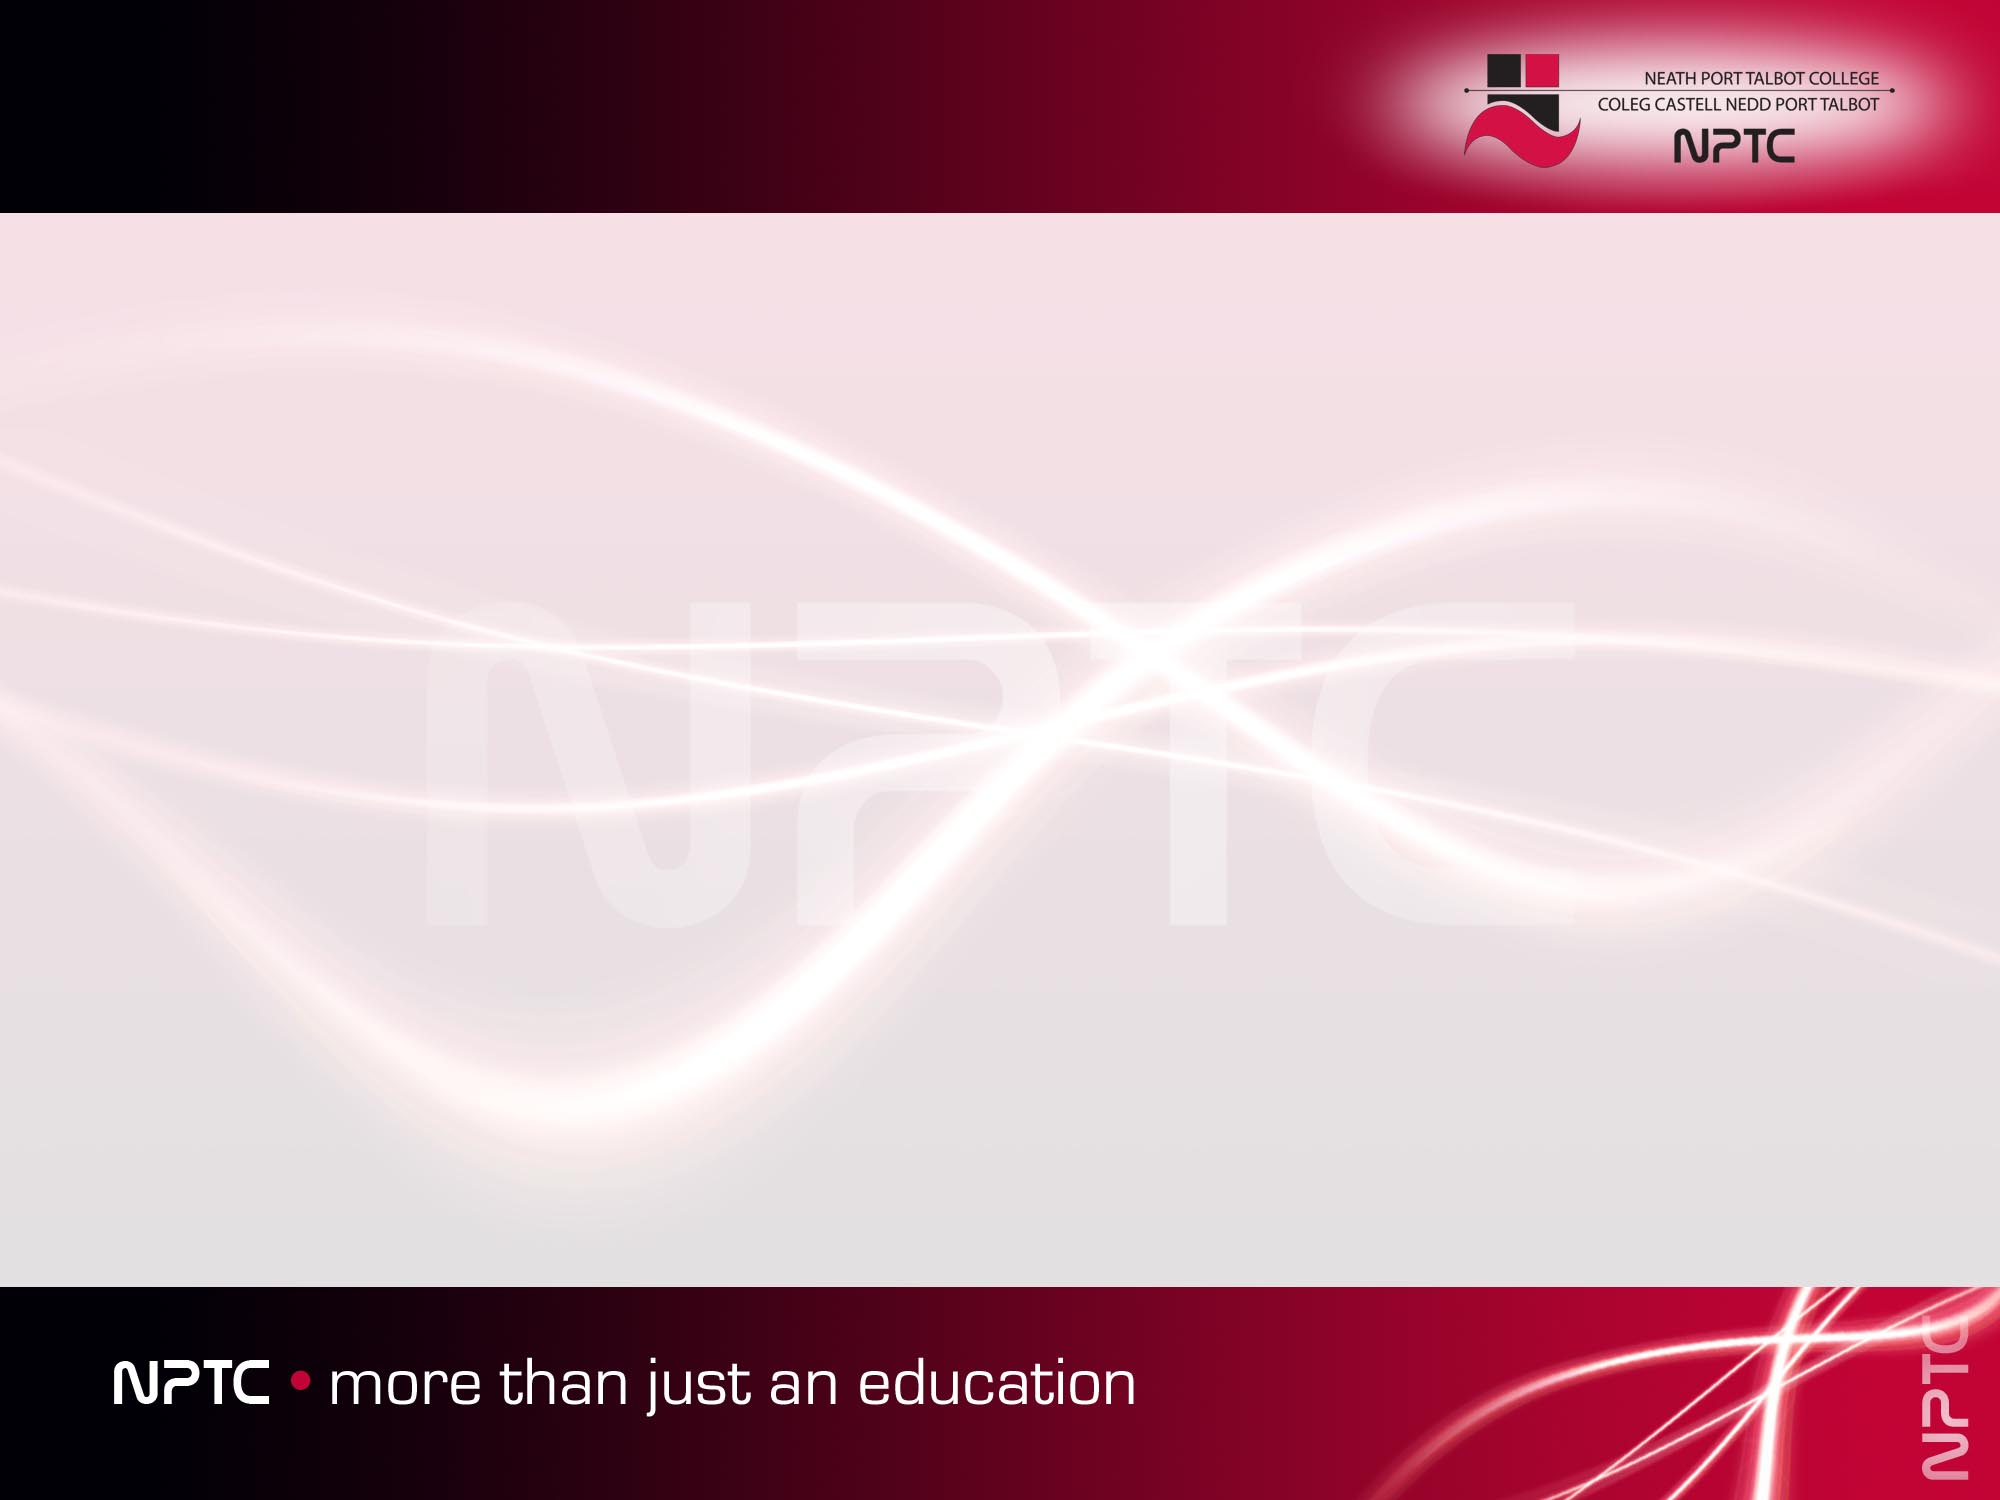 NEATH PORT TALBOT COLLEGE
COLEG CASTELL NEDD PORT TALBOT
NPTC
NPTC
NPTC • more than just an education
NPTC